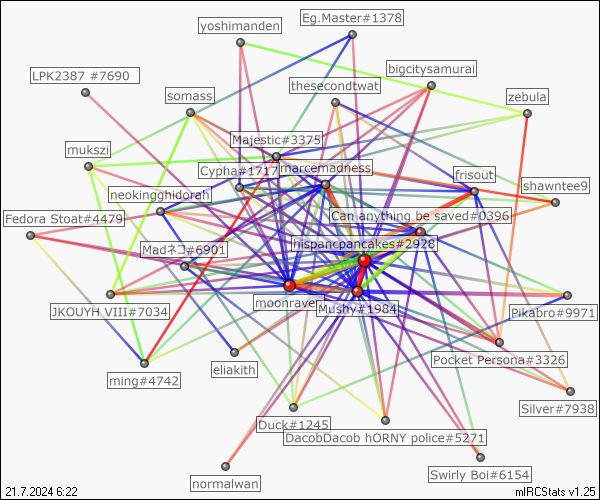 Eg.Master#1378
yoshimanden
bigcitysamurai
LPK2387 #7690
thesecondtwat
somass
zebula
Majestic#3375
mukszi
Cypha#1717
marcemadness
frisout
shawntee9
neokingghidorah
Fedora Stoat#4479
Can anything be saved#0396
Madネコ#6901
hispanicpancakes#2928
moonraven
JKOUYH VIII#7034
Mushy#1984
Pikabro#9971
Pocket Persona#3326
eliakith
ming#4742
Silver#7938
Duck#1245
DacobDacob hORNY police#5271
Swirly Boi#6154
normalwan
21.7.2024 6:22
mIRCStats v1.25